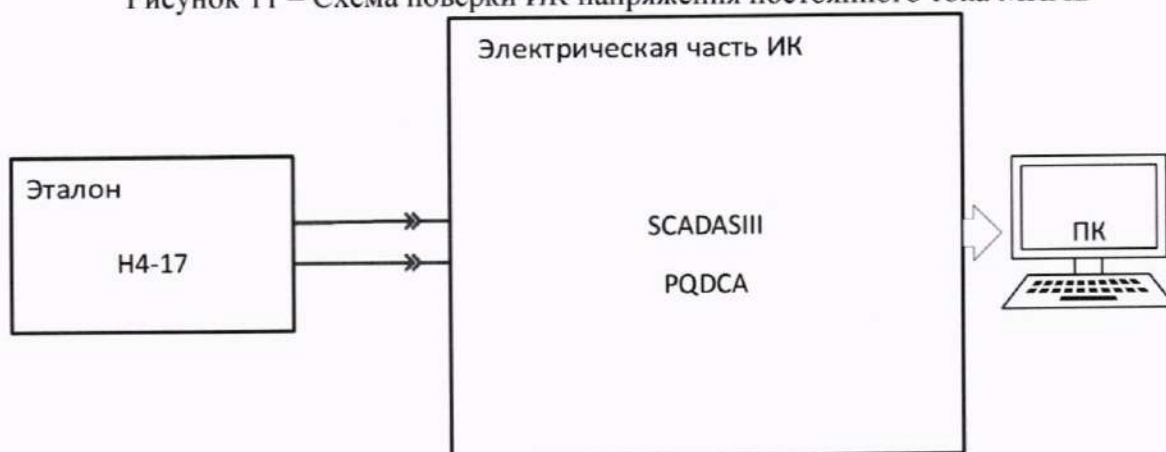 Рисунок 11 – Схема поверки ИК напряжения постоянного тока
Электрическая часть ИК
Эталон
Н4-17
SCADASIII
PQDCA
ПК